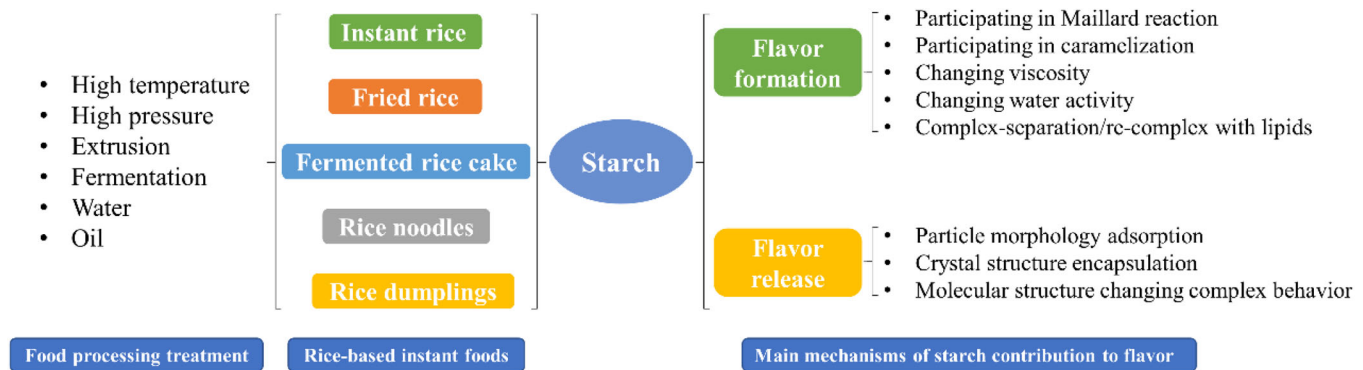 • High temperature
• High pressure
• Extrusion
• Fermentation
• Water
• Oil
Instant rice
Fried rice
Fermented rice cake
Rice noodles
Rice dumplings
Starch
Flavor
formation
• Participating in Maillard reaction
• Participating in caramelization
• Changing viscosity
• Changing water activity
• Complex-separation/re-complex with lipids
Flavor
release
• Particle morphology adsorption
• Crystal structure encapsulation
• Molecular structure changing complex behavior
Food processing treatment
Rice-based instant foods
Main mechanisms of starch contribution to flavor